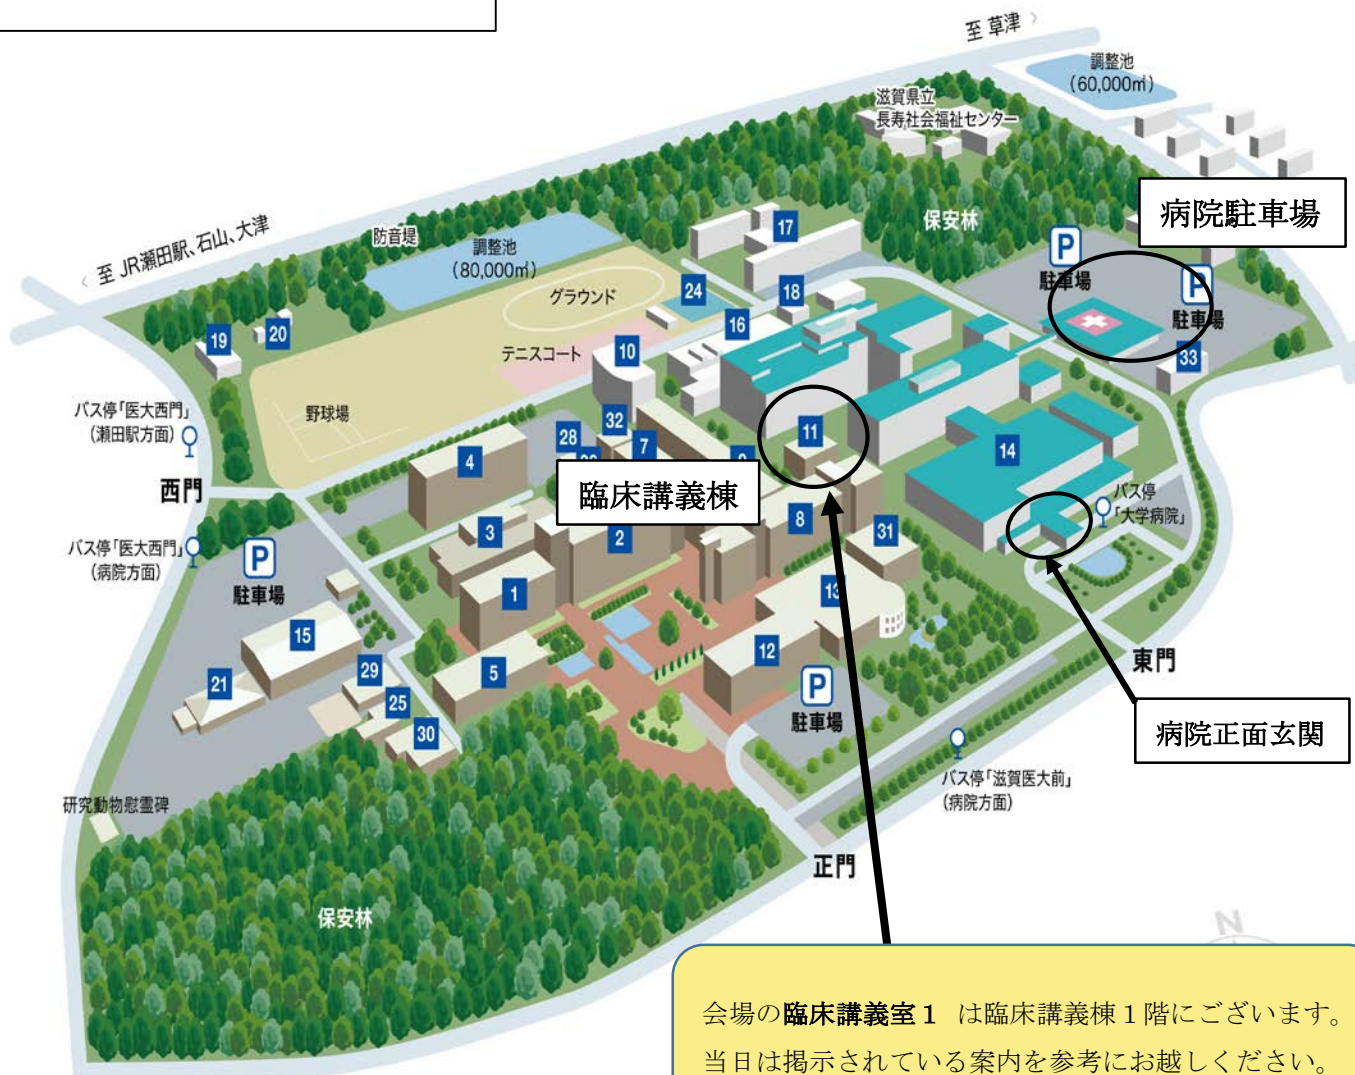 至 草津 〉
調整池
(60,000㎡)
滋賀県立
長寿社会福祉センター
病院駐車場
保安林
P
駐車場
P
駐車場
〈 至 JR瀬田駅、石山、大津
防音堤
調整池
(80,000㎡)
グラウンド
テニスコート
野球場
17
24
18
16
10
19
20
33
バス停「医大西門」
(瀬田駅方面)
西門
バス停「医大西門」
(病院方面)
P
駐車場
32
28
7
4
11
14
臨床講義棟
バス停
「大学病院」
3
2
8
31
1
13
15
12
5
29
21
25
30
P
駐車場
東門
病院正面玄関
バス停「滋賀医大前」
(病院方面)
研究動物慰霊碑
正門
保安林
N
会場の臨床講義室1 は臨床講義棟1階にございます。
当日は掲示されている案内を参考にお越しください。